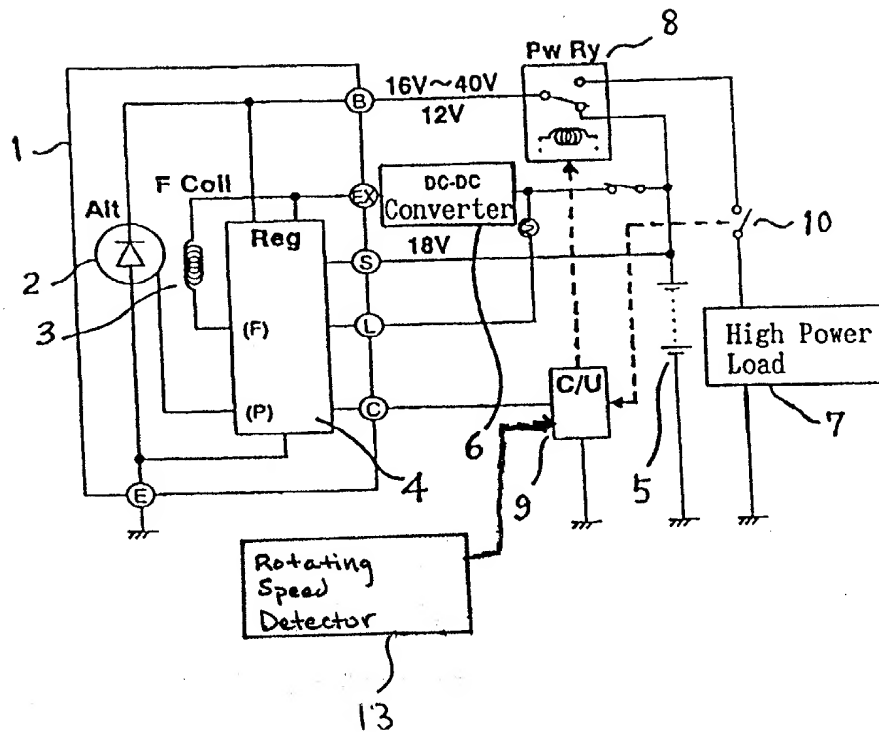 8
Pw Ry
16V~40V
12V
B
1
F Coil
EX
DC-DC
Converter
10
Alt
Reg
S
18V
2
3
(F)
L
High Power
Load
C/U
(P)
C
4
6
9
5
7
E
Rotating
Speed
Detector
13